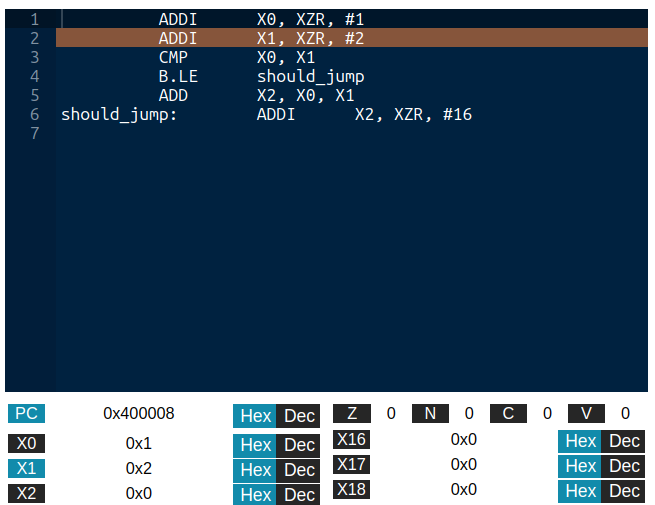 1 ADDI X0, XZR, #1
2 ADDI X1, XZR, #2
3 CMP X0, X1
4 B.LE should_jump
5 ADD X2, X0, X1
6 should_jump: ADDI X2, XZR, #16
7
PC 0x400008 Hex Dec Z 0 N 0 C 0 V 0
X0 0x1 Hex Dec X16 0x0 Hex Dec
X1 0x2 Hex Dec X17 0x0 Hex Dec
X2 0x0 Hex Dec X18 0x0 Hex Dec